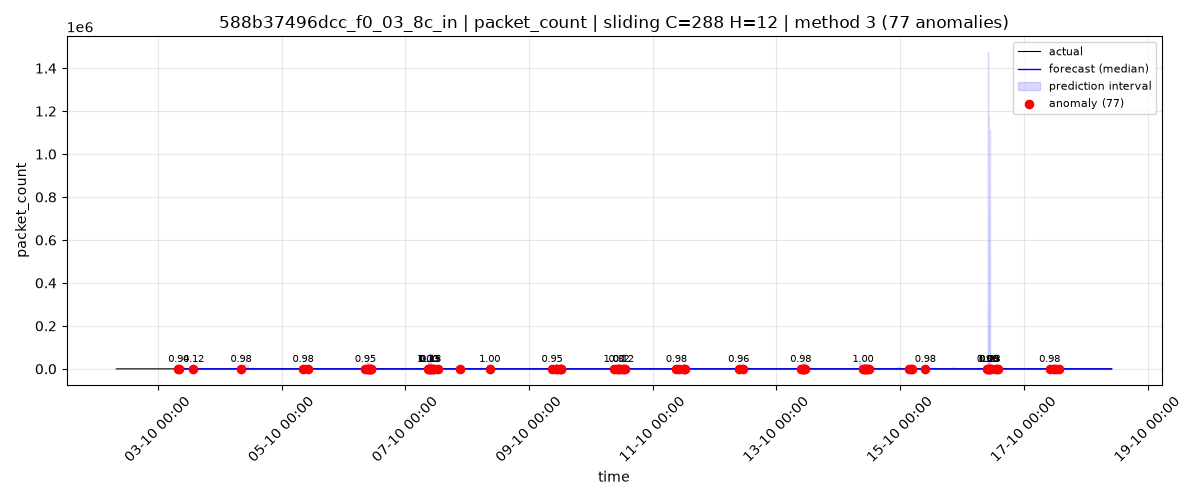 588b37496dcc_f0_03_8c_in | packet_count | sliding C=288 H=12 | method 3 (77 anomalies)
1e6
actual
forecast (median)
prediction interval
anomaly (77)
1.4
1.2
1.0
0.8
0.6
0.4
0.2
0.0
packet_count
0.98 0.98 0.95 1.00 0.95 0.98 0.96 0.98 1.00 0.98 0.98
03-10 00:00
05-10 00:00
07-10 00:00
09-10 00:00
11-10 00:00
13-10 00:00
15-10 00:00
17-10 00:00
19-10 00:00
time